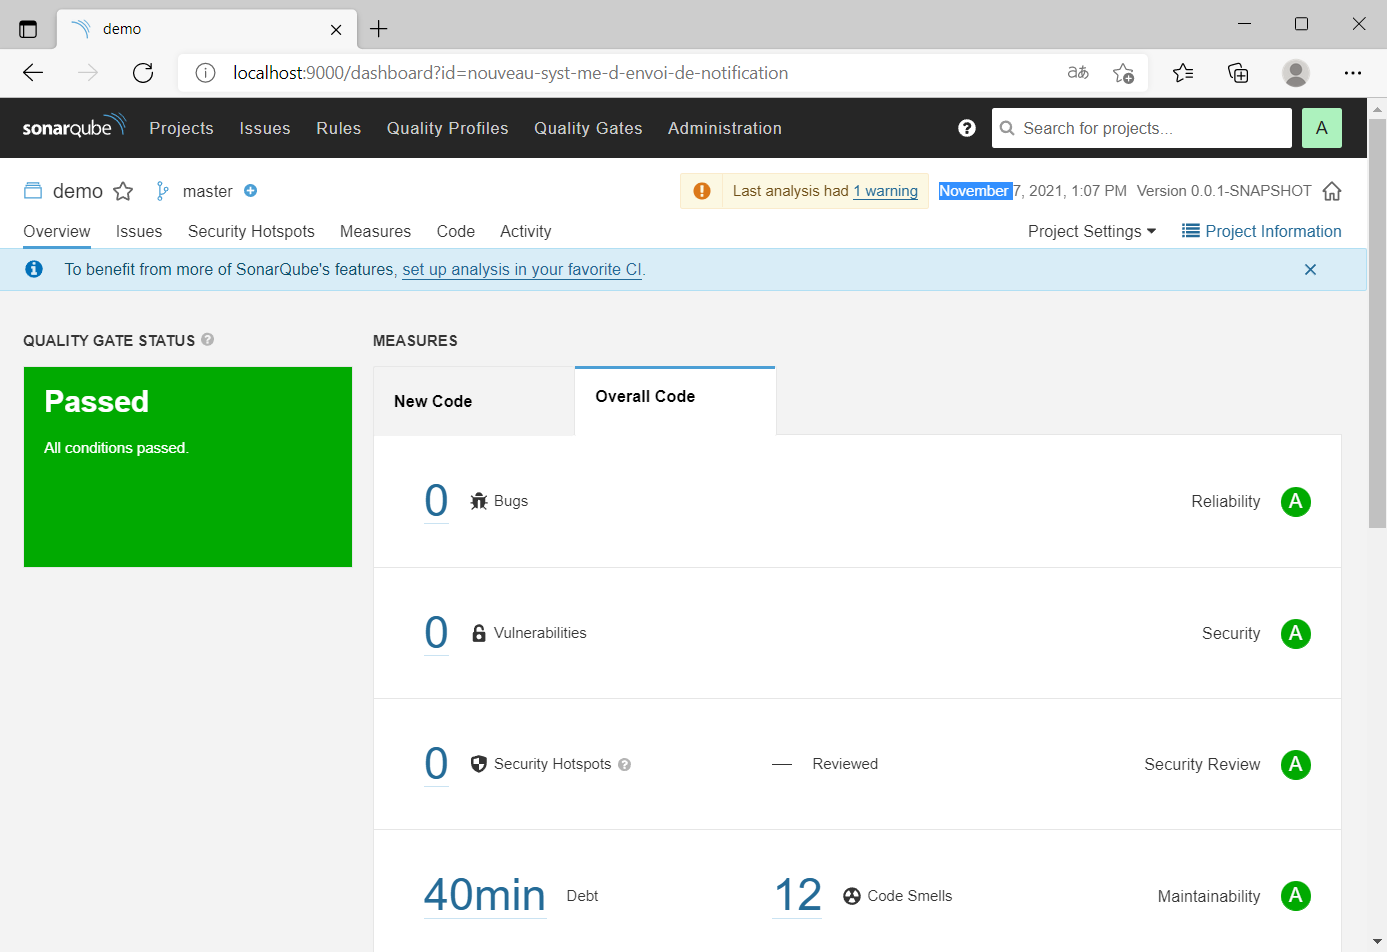 demo
localhost:9000/dashboard?id=nouveau-syst-me-d-envoi-de-notification
aあ
sonarqube Projects Issues Rules Quality Profiles Quality Gates Administration Search for projects... A
demo master Last analysis had 1 warning November 7, 2021, 1:07 PM Version 0.0.1-SNAPSHOT
Overview Issues Security Hotspots Measures Code Activity Project Settings Project Information
To benefit from more of SonarQube's features, set up analysis in your favorite CI.
QUALITY GATE STATUS
MEASURES
Passed
All conditions passed.
New Code
Overall Code
0 Bugs Reliability A
0 Vulnerabilities Security A
0 Security Hotspots — Reviewed Security Review A
40min Debt 12 Code Smells Maintainability A